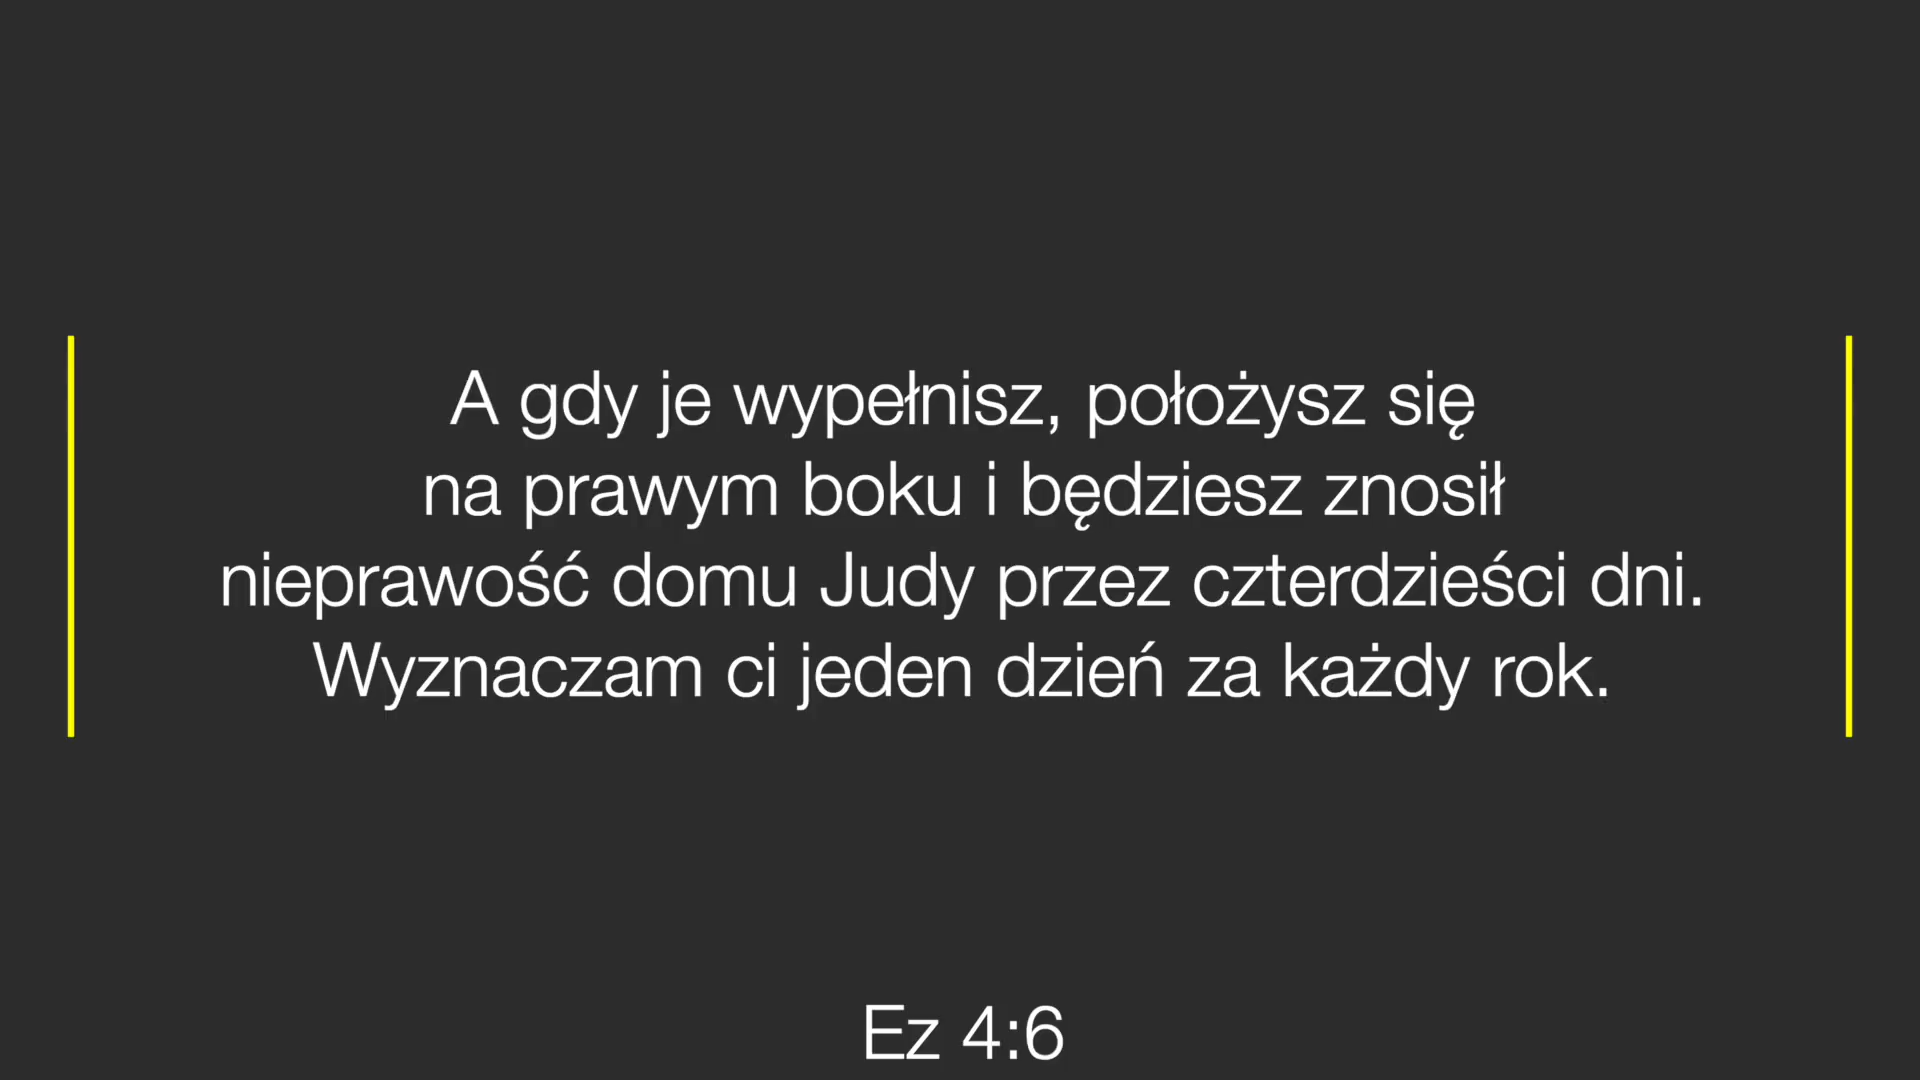 A gdy je wypełnisz, położysz się
na prawym boku i będziesz znosił
nieprawość domu Judy przez czterdzieści dni.
Wyznaczam ci jeden dzień za każdy rok.
Ez 4:6